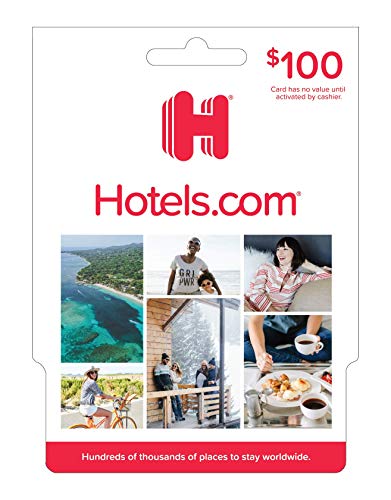 $100
Card has no value until
activated by cashier.
H®
Hotels.com®
GRL
PWR
Hundreds of thousands of places to stay worldwide.